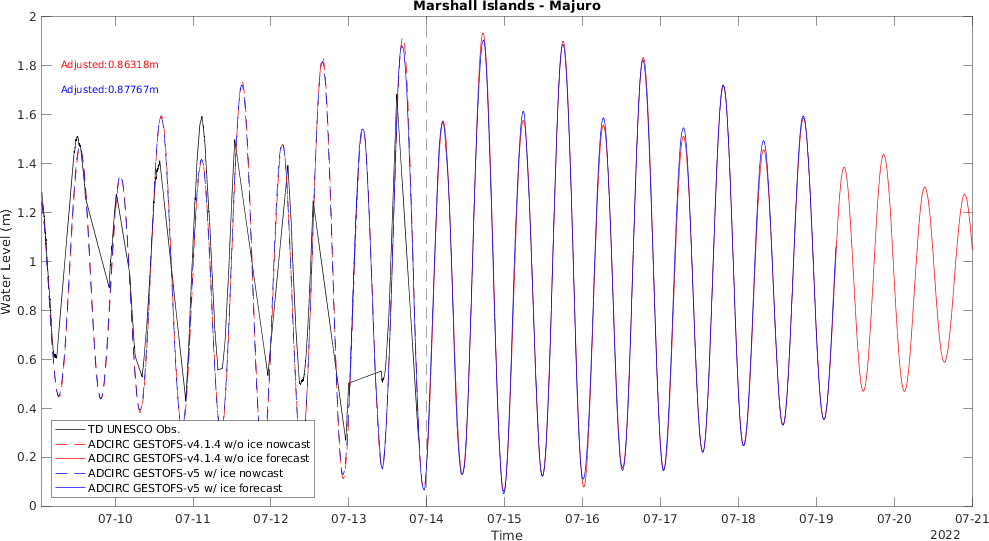 Marshall Islands - Majuro
2
1.8
1.6
1.4
1.2
1
0.8
0.6
0.4
0.2
0
Water Level (m)
Adjusted:0.86318m
Adjusted:0.87767m
TD UNESCO Obs.
ADCIRC GESTOFS-v4.1.4 w/o ice nowcast
ADCIRC GESTOFS-v4.1.4 w/o ice forecast
ADCIRC GESTOFS-v5 w/ ice nowcast
ADCIRC GESTOFS-v5 w/ ice forecast
07-10 07-11 07-12 07-13 07-14 07-15 07-16 07-17 07-18 07-19 07-20 07-21
Time
2022